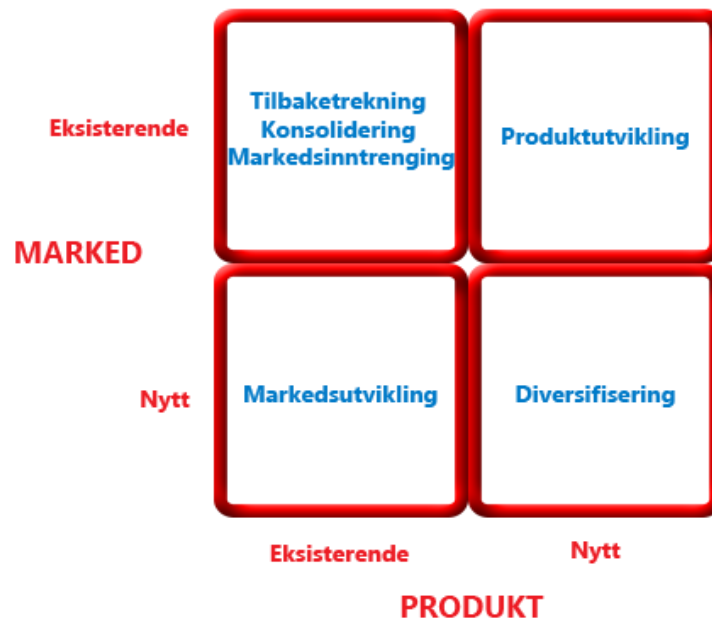 Tilbaketrekning
Konsolidering
Markedsinntrenging
Eksisterende
Produktutvikling
MARKED
Nytt
Markedsutvikling
Diversifisering
Eksisterende
Nytt
PRODUKT